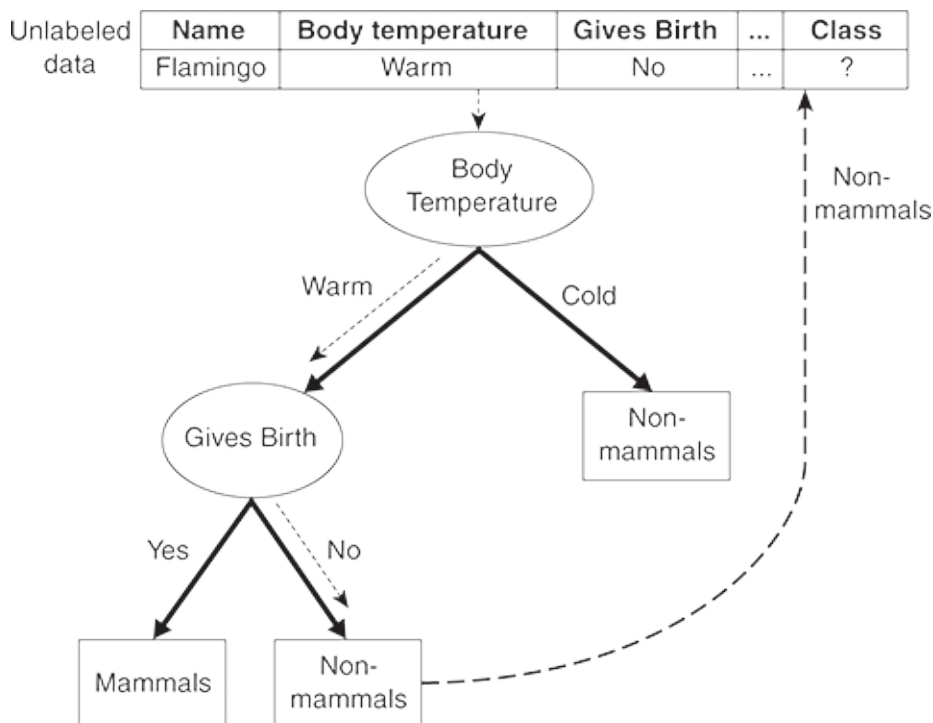 Unlabeled data
Name Body temperature Gives Birth ... Class
Flamingo Warm No ... ?
Body
Temperature
Non-
mammals
Warm
Cold
Gives Birth
Non-
mammals
Yes
No
Mammals
Non-
mammals